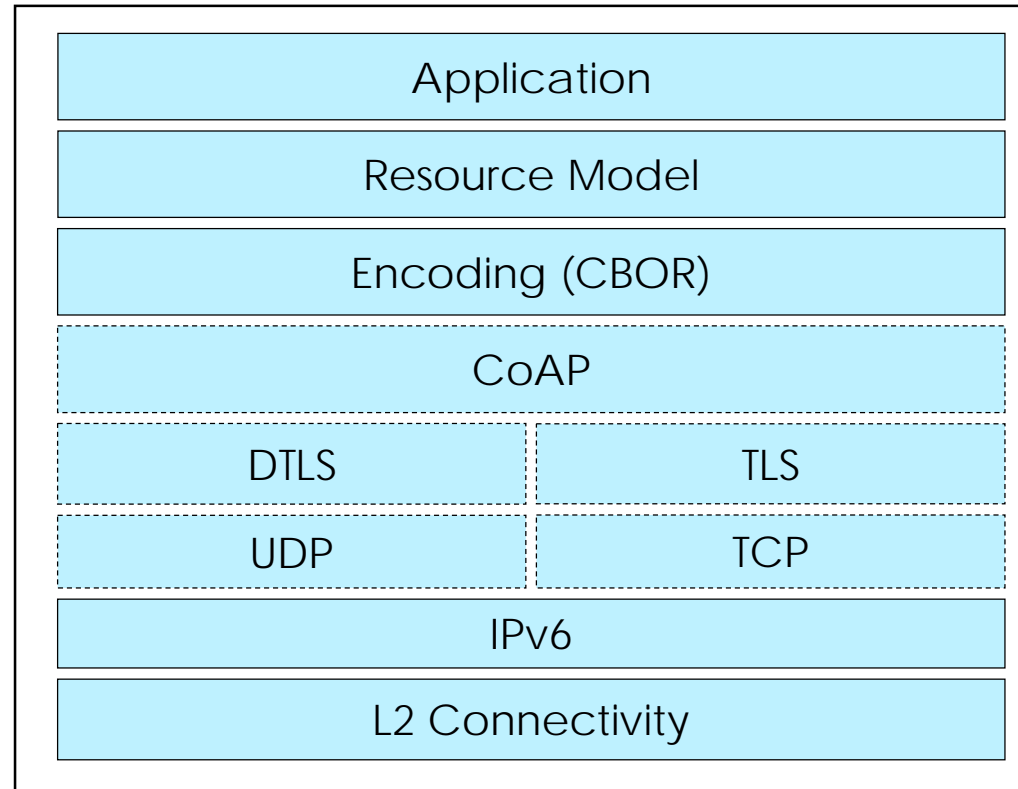 Application
Resource Model
Encoding (CBOR)
CoAP
DTLS
TLS
UDP
TCP
IPv6
L2 Connectivity